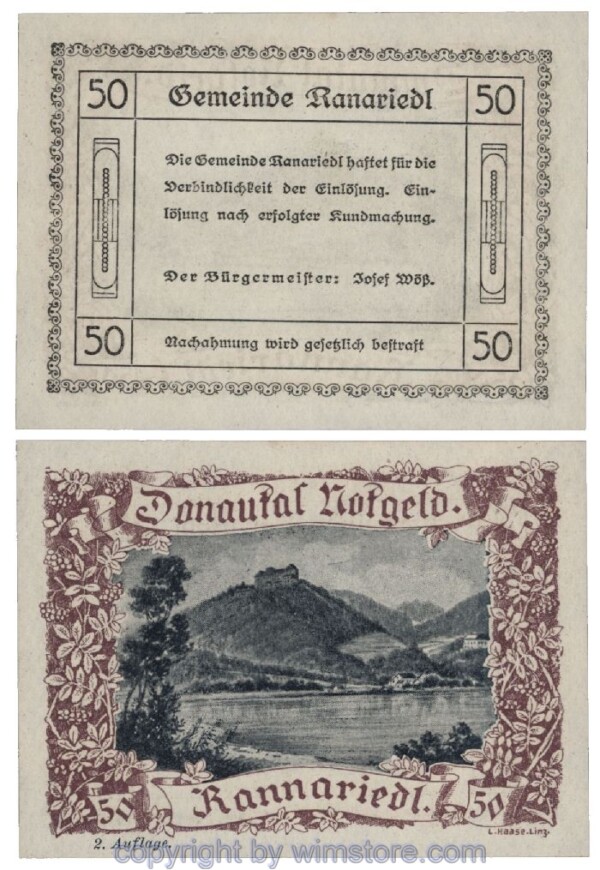 50
Gemeinde Ranariedl
50
Die Gemeinde Ranariedl haftet für die
Verbindlichkeit der Einlösung. Ein-
lösung nach erfolgter Kundmachung.
Der Bürgermeister: Josef Wöß.
50
Nachahmung wird gesetzlich bestraft
50
Donautal Notgeld.
50
Rannariedl.
50
L. Haase. Linz.
2. Auflage.
copyright by wimstore.com